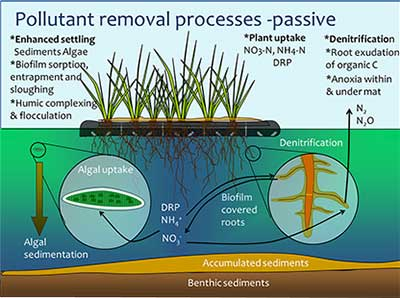 Pollutant removal processes -passive
*Enhanced settling
Sediments Algae
*Biofilm sorption,
entrapment and
sloughing
*Humic complexing
& flocculation
*Plant uptake
NO3-N, NH4-N
DRP
*Denitrification
*Root exudation
of organic C
*Anoxia within
& under mat
N₂
N₂O
Algal uptake
Denitrification
DRP
NH₄⁺
NO₃⁻
Biofilm
covered
roots
Algal
sedimentation
Accumulated sediments
Benthic sediments